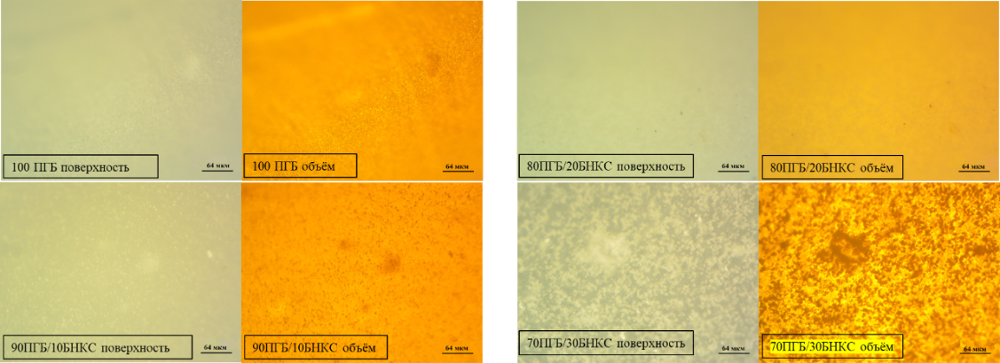 64 мкм
100 ПГБ поверхность
64 мкм
100 ПГБ объём
64 мкм
80ПГБ/20БНКС поверхность
64 мкм
80ПГБ/20БНКС объём
64 мкм
90ПГБ/10БНКС поверхность
64 мкм
90ПГБ/10БНКС объём
64 мкм
70ПГБ/30БНКС поверхность
64 мкм
70ПГБ/30БНКС объём